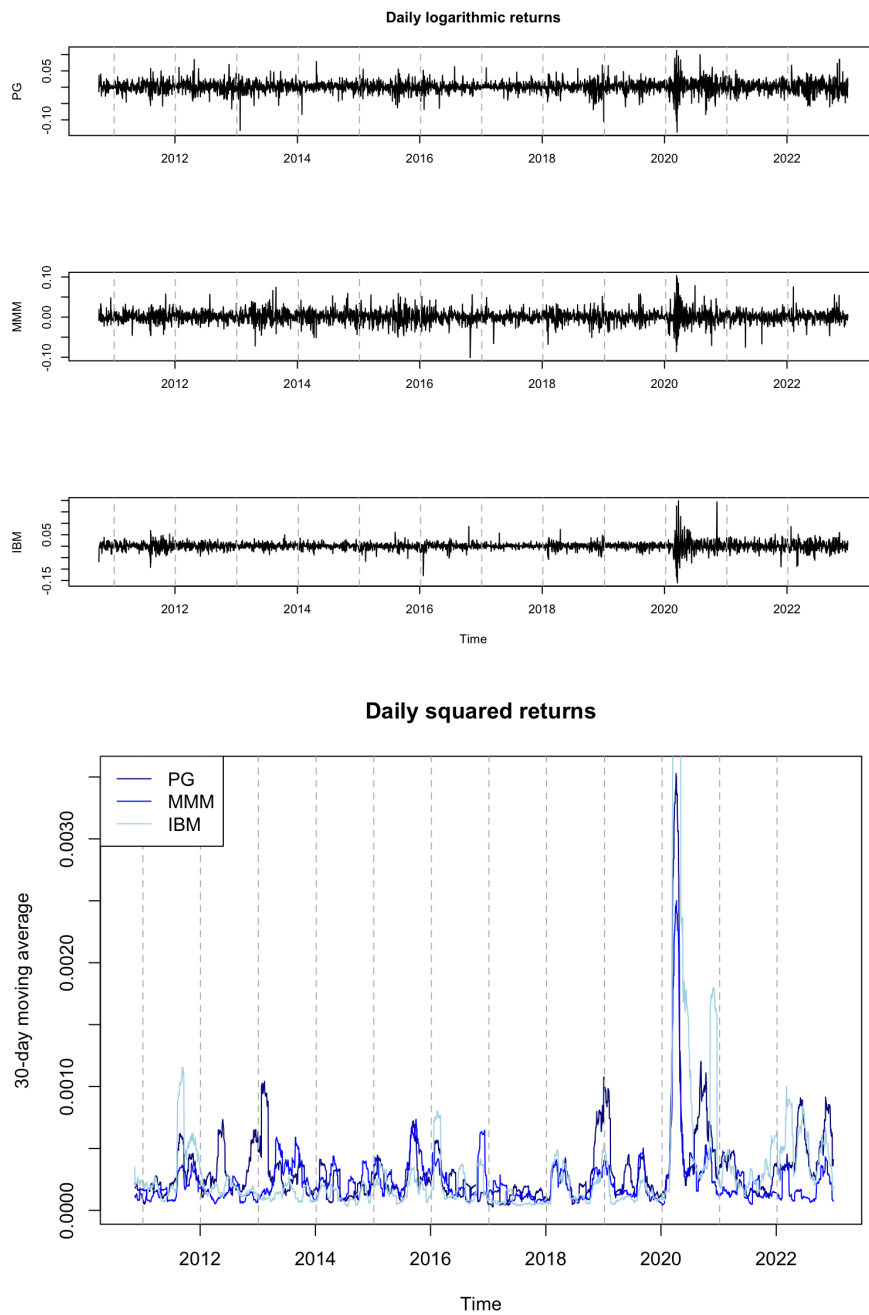 Daily logarithmic returns
PG
0.05
-0.10
2012 2014 2016 2018 2020 2022
MMM
0.10
0.00
-0.10
2012 2014 2016 2018 2020 2022
IBM
0.05
-0.15
2012 2014 2016 2018 2020 2022
Time
Daily squared returns
PG
MMM
IBM
30-day moving average
0.0030
0.0020
0.0010
0.0000
2012 2014 2016 2018 2020 2022
Time